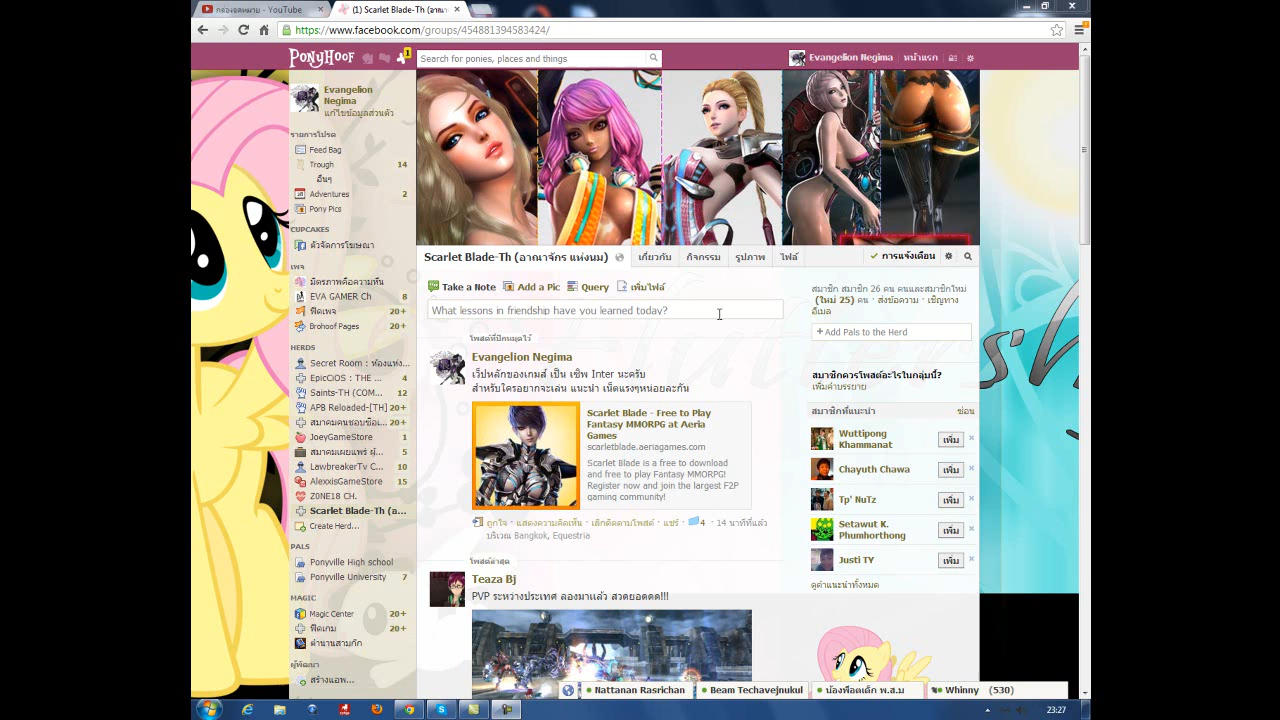 กล่องจดหมาย - YouTube
(1) Scarlet Blade-Th (อาณา
https://www.facebook.com/groups/454881394583424/
PONYHOOF
1
Search for ponies, places and things
Evangelion Negima
หน้าแรก
Evangelion
Negima
แก้ไขข้อมูลส่วนตัว
รายการโปรด
Feed Bag
Trough 14
อื่นๆ
Adventures 2
Pony Pics
CUPCAKES
ตัวจัดการโฆษณา
เพจ
มิตรภาพคือความหื่น
EVA GAMER Ch 8
ฟีดเพจ 20+
Brohoof Pages 20+
HERDS
Secret Room : ห้องแห่ง...
EpicCiOS : THE ... 4
Saints-TH (COM... 12
APB Reloaded-[TH] 20+
สมาคมคนชอบข้อเ... 20+
JoeyGameStore 1
สมาคมเผยแพร่ ผู้... 5
LawbreakerTv C... 10
AlexxisGameStore 15
Z0NE18 CH.
Scarlet Blade-Th (อ...
Create Herd...
PALS
Ponyville High school
Ponyville University 7
MAGIC
Magic Center 20+
ฟีดเกม 20+
ตำนานสามก๊ก
ผู้พัฒนา
สร้างแอพ...
Scarlet Blade-Th (อาณาจักร แห่งนม)
เกี่ยวกับ
กิจกรรม
รูปภาพ
ไฟล์
การแจ้งเตือน
Take a Note
Add a Pic
Query
เพิ่มไฟล์
What lessons in friendship have you learned today?
โพสต์ที่ปักหมุดไว้
Evangelion Negima
เว็ปหลักของเกมส์ เป็น เซิพ Inter นะครับ
สำหรับใครอยากจะเล่น แนะนำ เน็ตแรงๆหน่อยละกัน
Scarlet Blade - Free to Play
Fantasy MMORPG at Aeria
Games
scarletblade.aeriagames.com
Scarlet Blade is a free to download
and free to play Fantasy MMORPG!
Register now and join the largest F2P
gaming community!
ถูกใจ · แสดงความคิดเห็น · เลิกติดตามโพสต์ · แชร์ · 4 · 14 นาทีที่แล้ว
บริเวณ Bangkok, Equestria
โพสต์ล่าสุด
Teaza Bj
PVP ระหว่างประเทศ ลองมาแล้ว สวดยอดดด!!!
สมาชิก สมาชิก 26 คน คนและสมาชิกใหม่
(ใหม่ 25) คน · ส่งข้อความ · เชิญทาง
อีเมล
+ Add Pals to the Herd
สมาชิกควรโพสต์อะไรในกลุ่มนี้?
เพิ่มคำบรรยาย
สมาชิกที่แนะนำ
ซ่อน
Wuttipong
Khammanat
เพิ่ม
Chayuth Chawa
เพิ่ม
Tp' NuTz
เพิ่ม
Setawut K.
Phumhorthong
เพิ่ม
Justi TY
เพิ่ม
ดูคำแนะนำทั้งหมด
Nattanan Rasrichan
Beam Techavejnukul
น้องพี่อดเด็ก พ.ส.ม
Whinny (530)
23:27